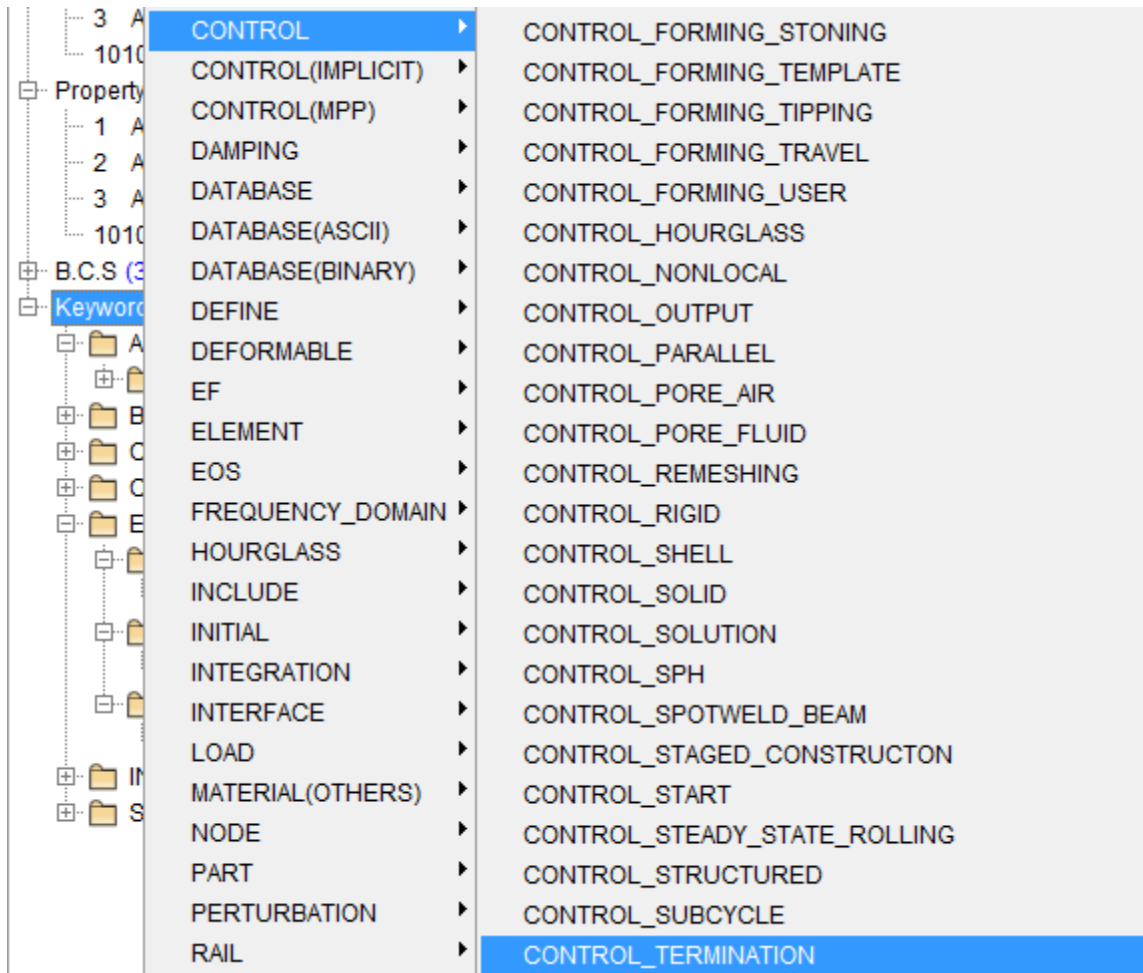 3 A
1010
Property
1 A
2 A
3 A
1010
B.C.S (3
Keyword
A
B
C
C
E
IN
S
CONTROL
CONTROL(IMPLICIT)
CONTROL(MPP)
DAMPING
DATABASE
DATABASE(ASCII)
DATABASE(BINARY)
DEFINE
DEFORMABLE
EF
ELEMENT
EOS
FREQUENCY_DOMAIN
HOURGLASS
INCLUDE
INITIAL
INTEGRATION
INTERFACE
LOAD
MATERIAL(OTHERS)
NODE
PART
PERTURBATION
RAIL
CONTROL_FORMING_STONING
CONTROL_FORMING_TEMPLATE
CONTROL_FORMING_TIPPING
CONTROL_FORMING_TRAVEL
CONTROL_FORMING_USER
CONTROL_HOURGLASS
CONTROL_NONLOCAL
CONTROL_OUTPUT
CONTROL_PARALLEL
CONTROL_PORE_AIR
CONTROL_PORE_FLUID
CONTROL_REMESHING
CONTROL_RIGID
CONTROL_SHELL
CONTROL_SOLID
CONTROL_SOLUTION
CONTROL_SPH
CONTROL_SPOTWELD_BEAM
CONTROL_STAGED_CONSTRUCTON
CONTROL_START
CONTROL_STEADY_STATE_ROLLING
CONTROL_STRUCTURED
CONTROL_SUBCYCLE
CONTROL_TERMINATION